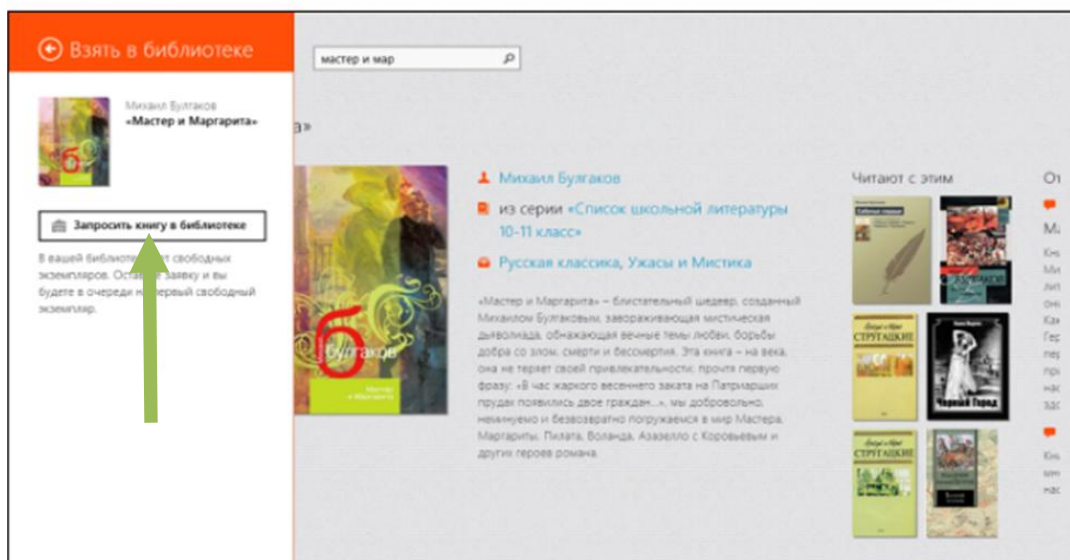 Взять в библиотеке
мастер и мар
Михаил Булгаков
«Мастер и Маргарита»
Запросить книгу в библиотеке
В вашей библиотеке нет свободных
экземпляров. Оставьте заявку и вы
будете в очереди на первый свободный
экземпляр.
а»
б
Булгаков
Мастер
и Маргарита
Михаил Булгаков
из серии «Список школьной литературы
10-11 класс»
Русская классика, Ужасы и Мистика
«Мастер и Маргарита» – блистательный шедевр, созданный
Михаилом Булгаковым, завораживающая мистическая
дьяволиада, обнажающая вечные темы любви, борьбы
добра со злом, смерти и бессмертия. Эта книга – на века,
она не теряет своей привлекательности: прочтя первую
фразу: «В час жаркого весеннего заката на Патриарших
прудах появились двое граждан...», мы добровольно,
неминуемо и безвозвратно погружаемся в мир Мастера,
Маргариты, Пилата, Воланда, Азазелло с Коровьевым и
других героев романа.
Читают с этим
СТРУГАЦКИЕ
Черный Город
СТРУГАЦКИЕ
От